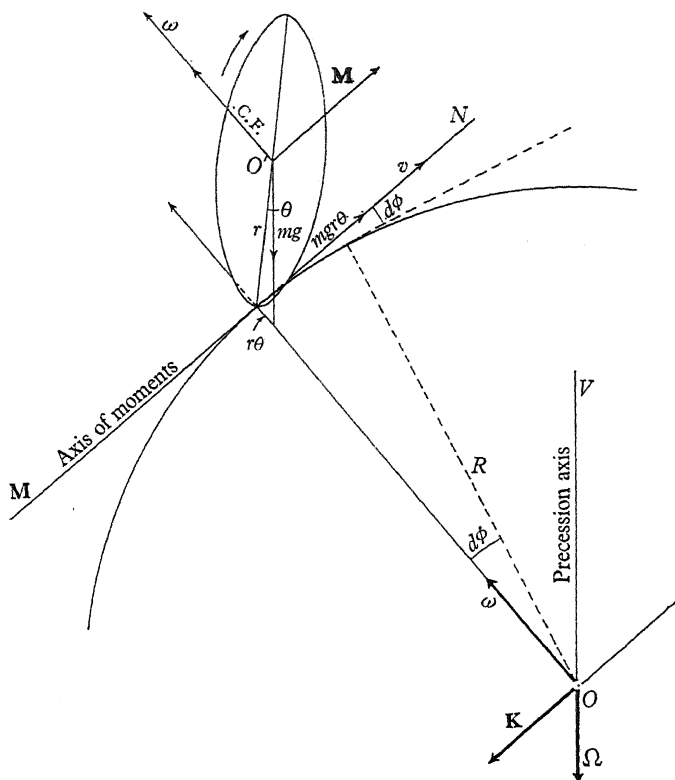 ω
C.F.
M
O'
N
v
θ
r
mg
mgrθ
dϕ
rθ
Axis of moments
M
V
R
Precession axis
dϕ
ω
O
K
Ω